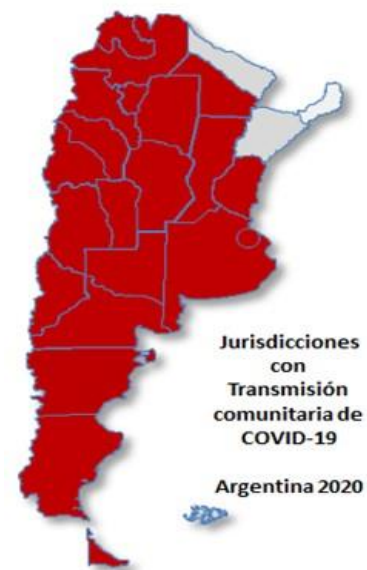 Jurisdicciones
con
Transmisión
comunitaria de
COVID-19
Argentina 2020